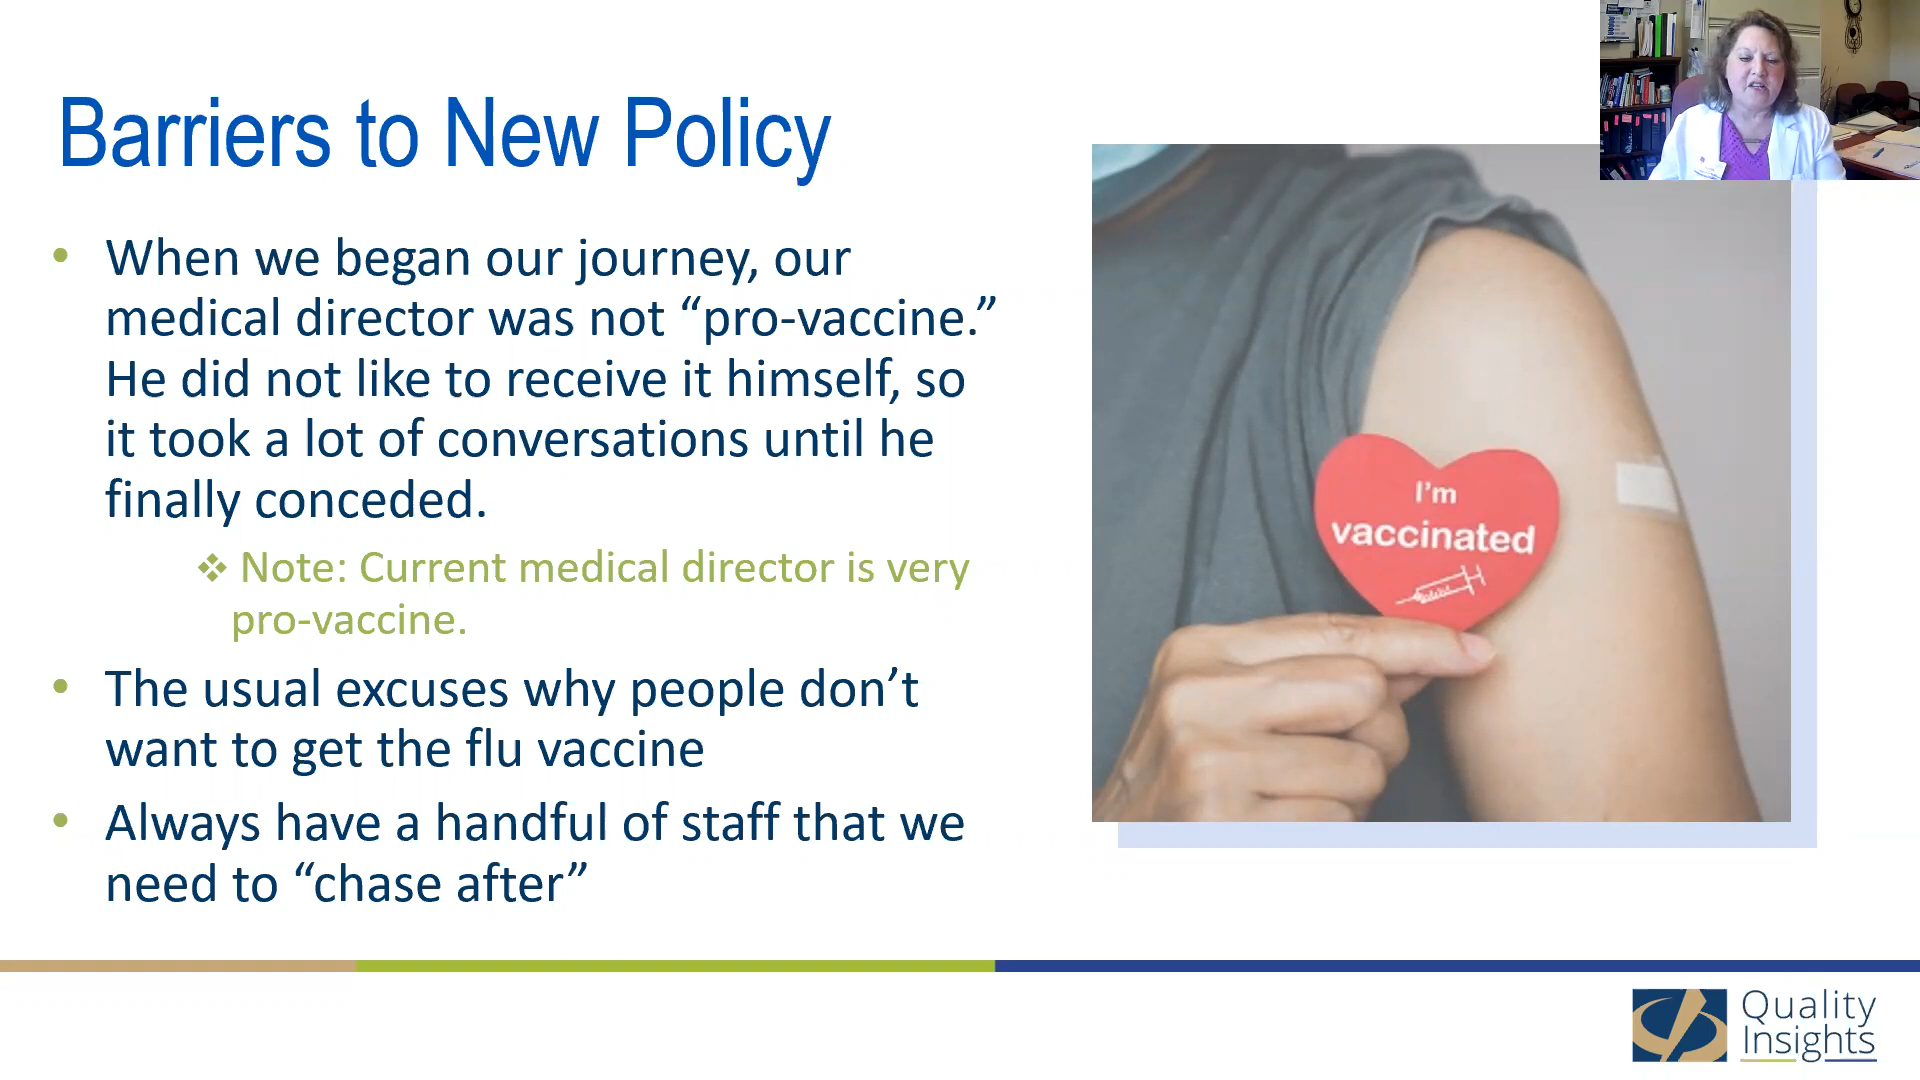 Barriers to New Policy
• When we began our journey, our
medical director was not “pro-vaccine.”
He did not like to receive it himself, so
it took a lot of conversations until he
finally conceded.
❖ Note: Current medical director is very
pro-vaccine.
• The usual excuses why people don’t
want to get the flu vaccine
• Always have a handful of staff that we
need to “chase after”
I'm
vaccinated
Quality
Insights